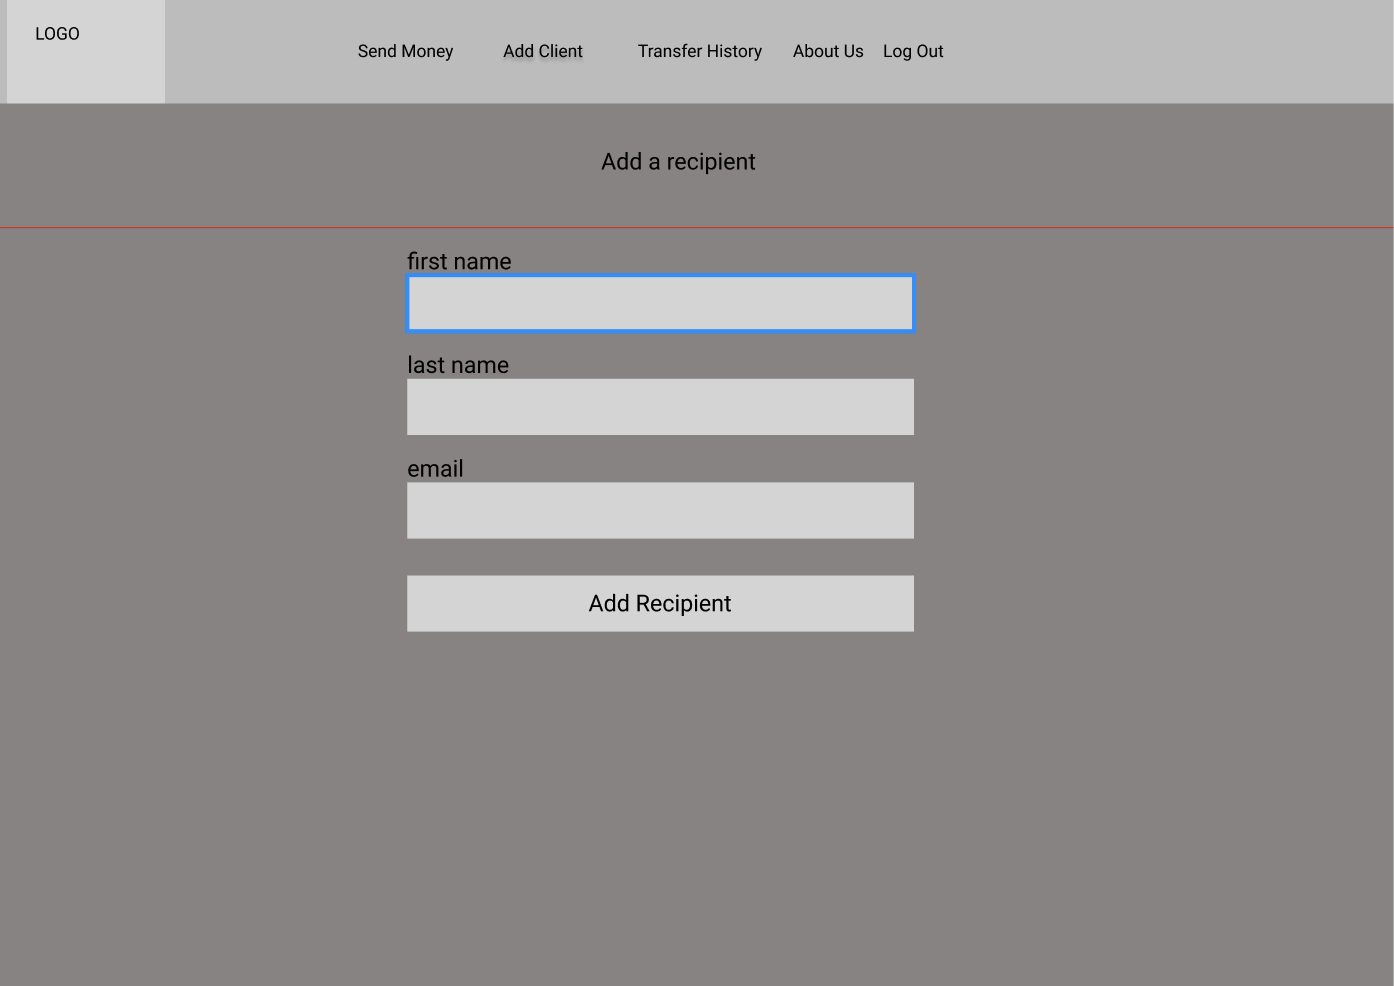 LOGO
Send Money Add Client Transfer History About Us Log Out
Add a recipient
first name
last name
email
Add Recipient